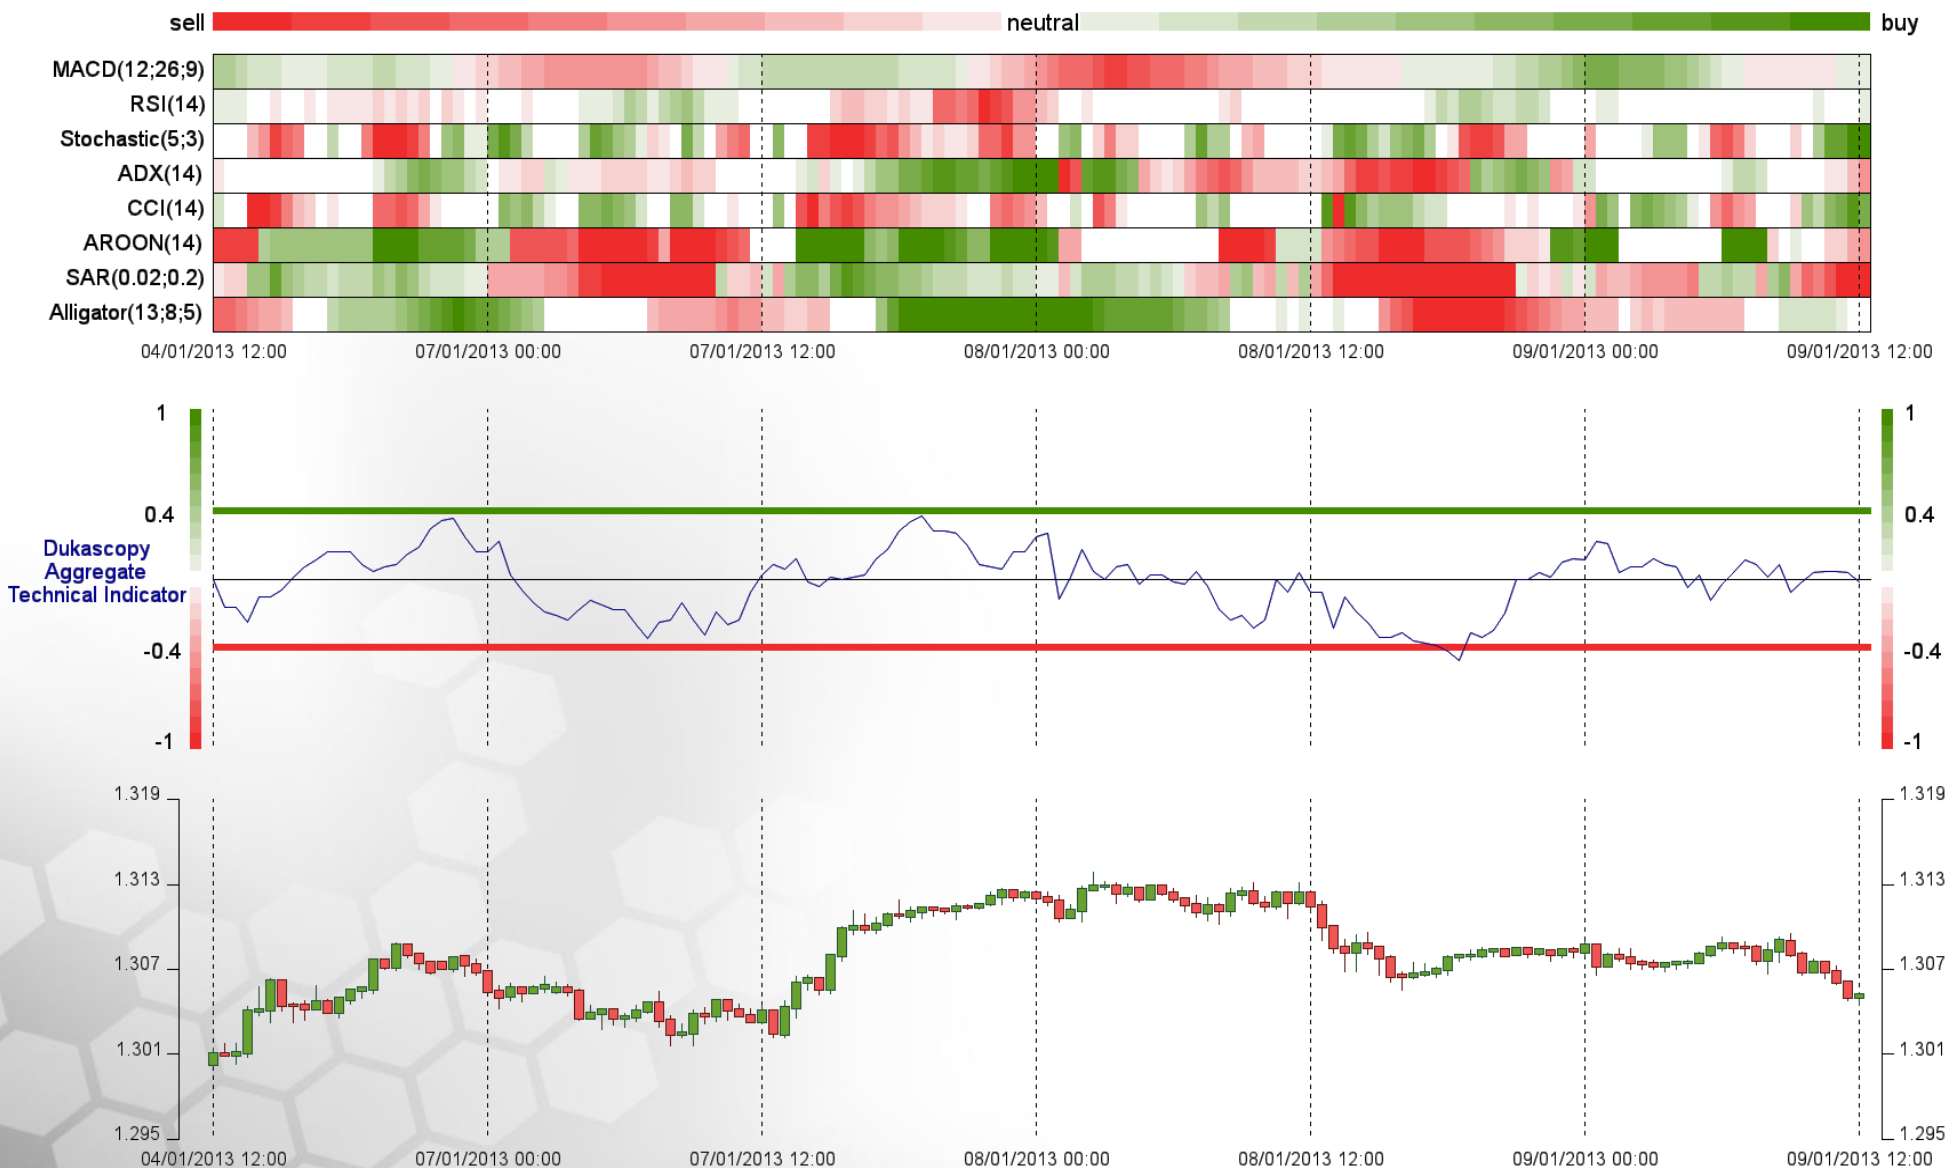 sell neutral buy
MACD(12;26;9)
RSI(14)
Stochastic(5;3)
ADX(14)
CCI(14)
AROON(14)
SAR(0.02;0.2)
Alligator(13;8;5)
04/01/2013 12:00 07/01/2013 00:00 07/01/2013 12:00 08/01/2013 00:00 08/01/2013 12:00 09/01/2013 00:00 09/01/2013 12:00
1 1
0.4 0.4
Dukascopy
Aggregate
Technical Indicator
-0.4 -0.4
-1 -1
1.319 1.319
1.313 1.313
1.307 1.307
1.301 1.301
1.295 1.295
04/01/2013 12:00 07/01/2013 00:00 07/01/2013 12:00 08/01/2013 00:00 08/01/2013 12:00 09/01/2013 00:00 09/01/2013 12:00